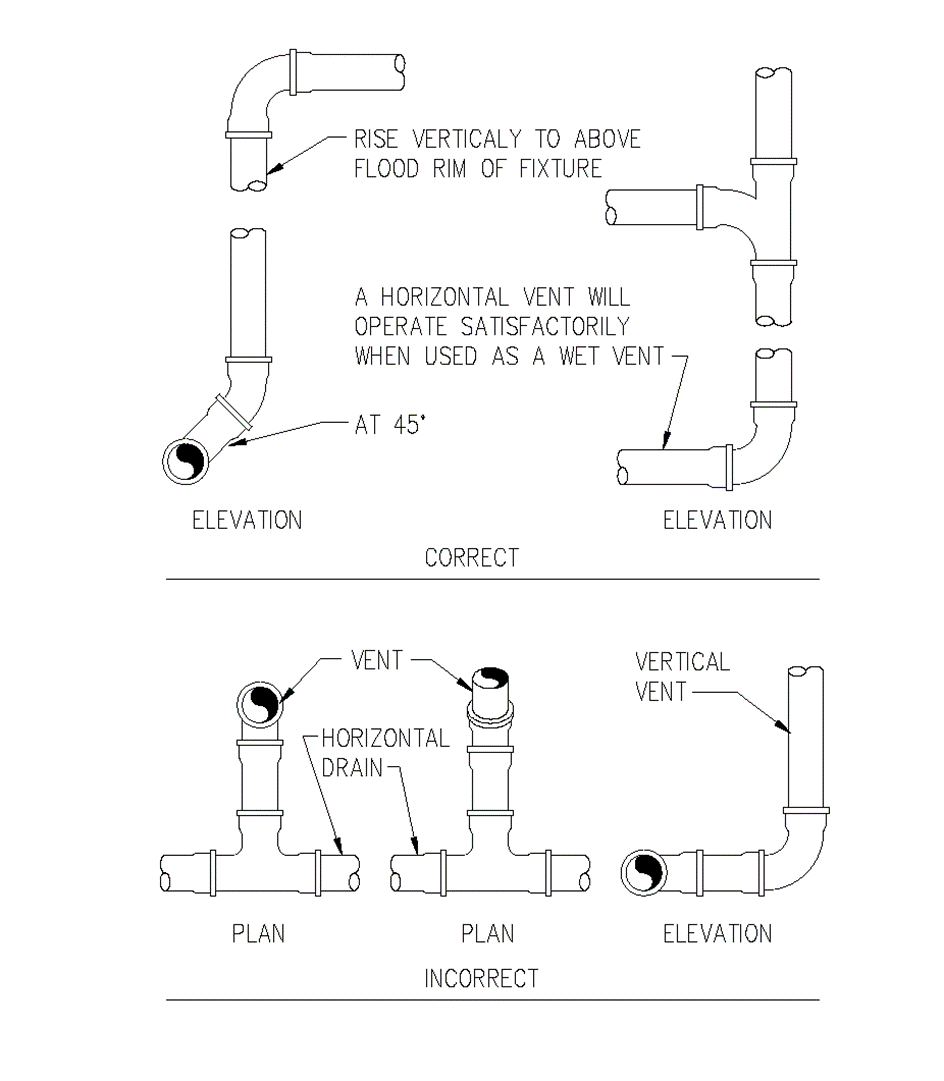 RISE VERTICALY TO ABOVE
FLOOD RIM OF FIXTURE
A HORIZONTAL VENT WILL
OPERATE SATISFACTORILY
WHEN USED AS A WET VENT
AT 45°
ELEVATION
ELEVATION
CORRECT
VENT
VERTICAL
VENT
HORIZONTAL
DRAIN
PLAN
PLAN
ELEVATION
INCORRECT